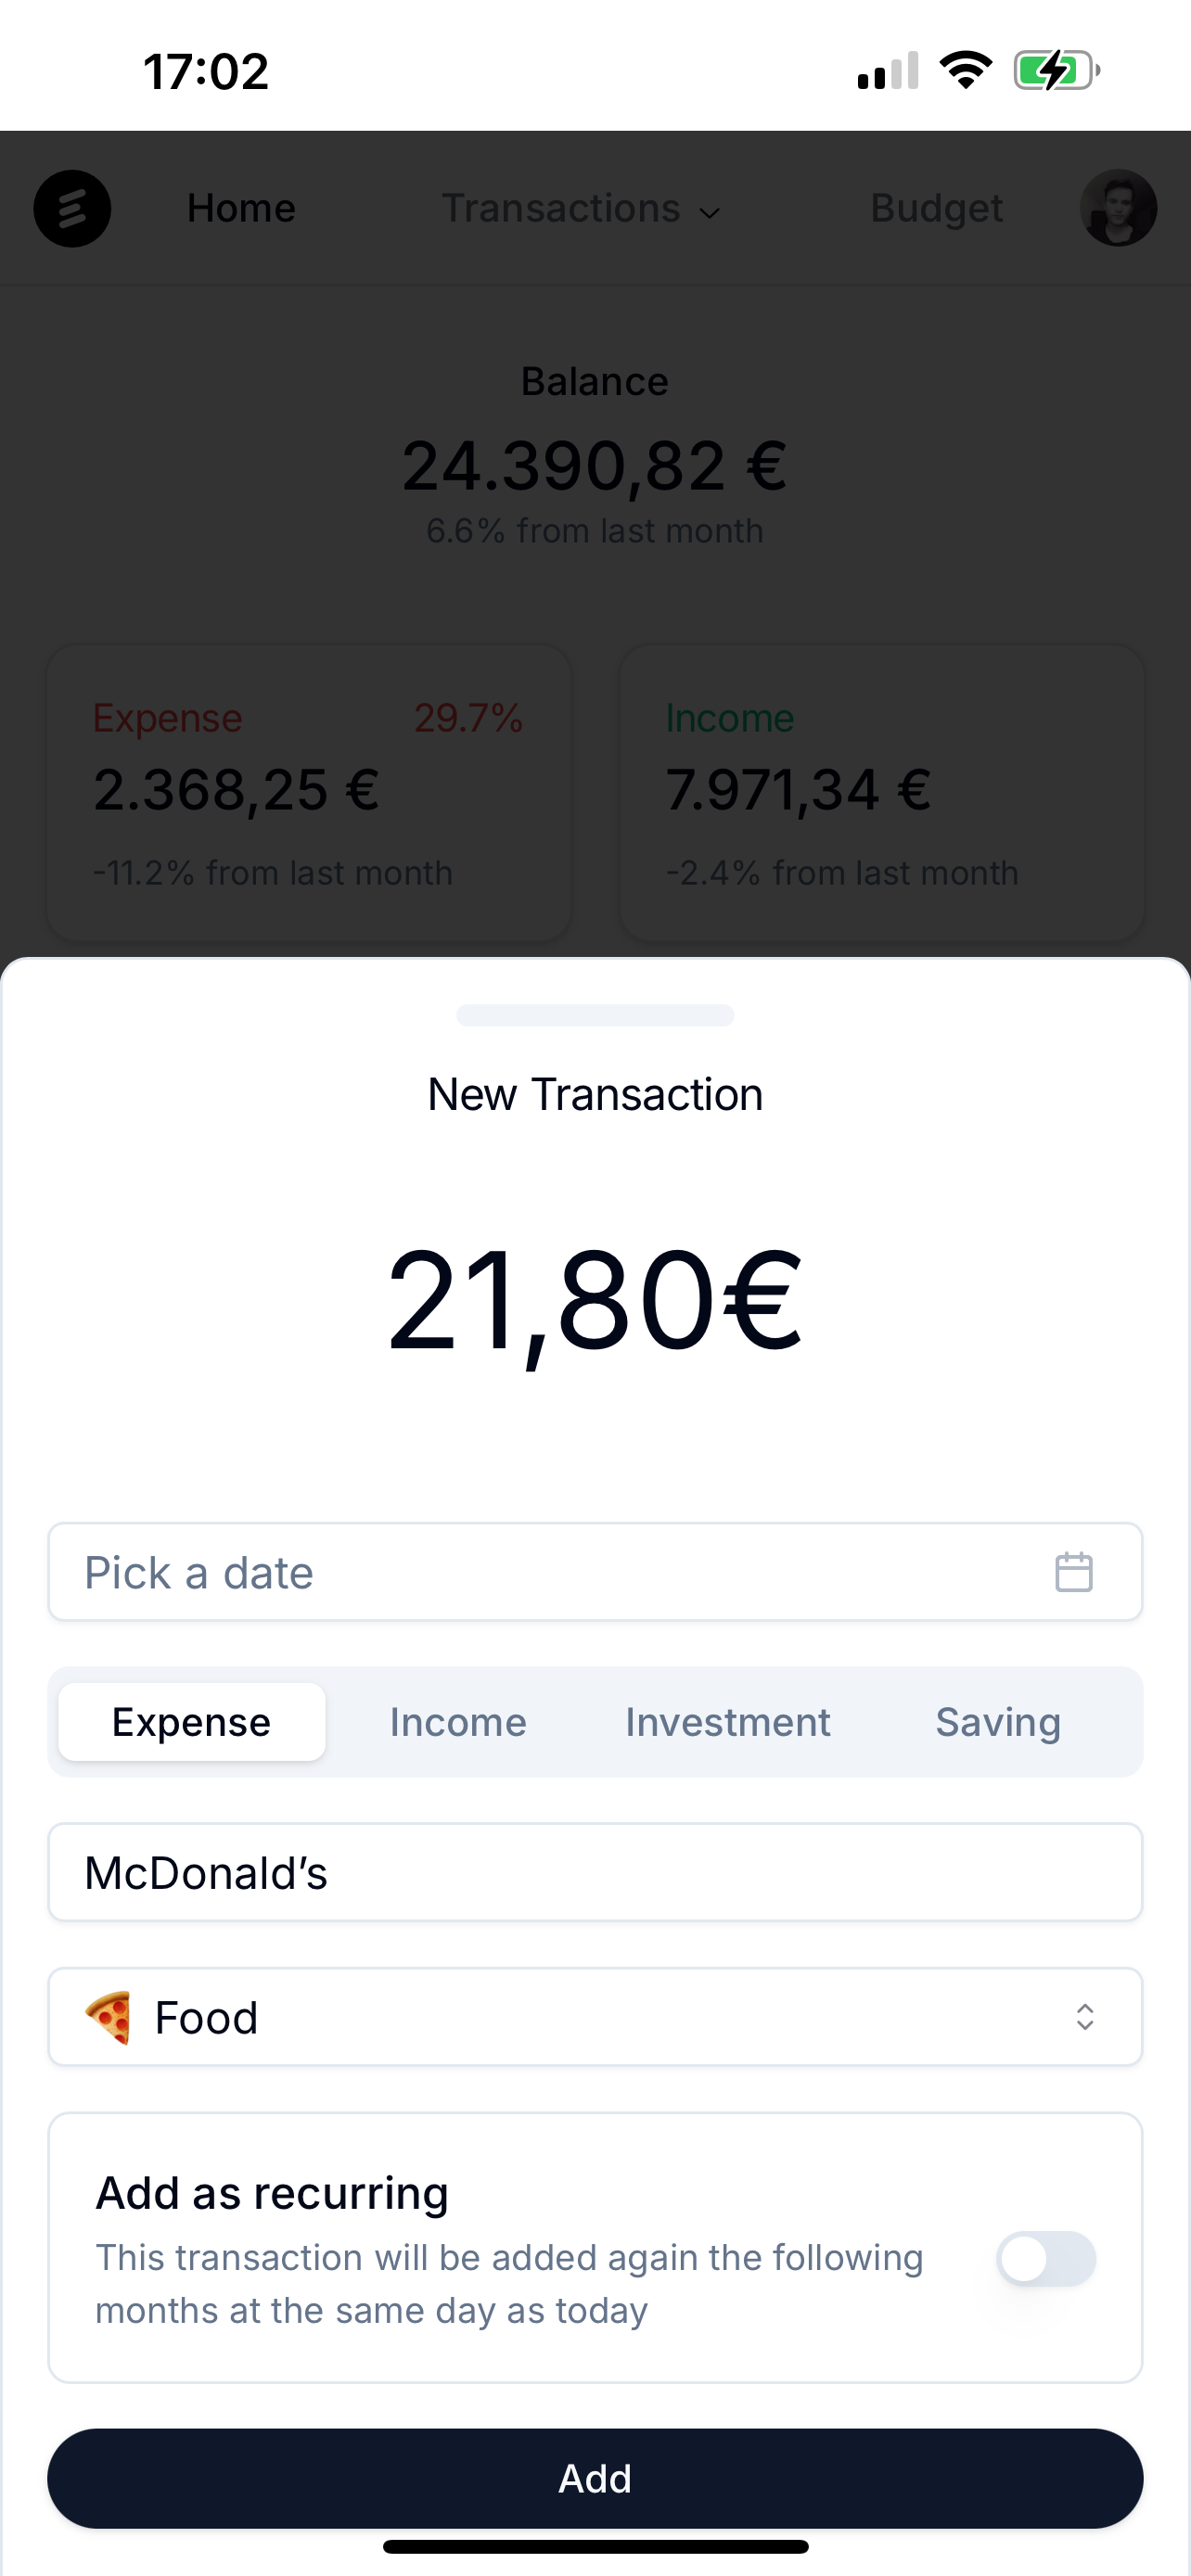 17:02
Home Transactions Budget
Balance
24.390,82 €
6.6% from last month
Expense 29.7%
2.368,25 €
-11.2% from last month
Income
7.971,34 €
-2.4% from last month
New Transaction
21,80€
Pick a date
Expense Income Investment Saving
McDonald’s
🍕 Food
Add as recurring
This transaction will be added again the following
months at the same day as today
Add